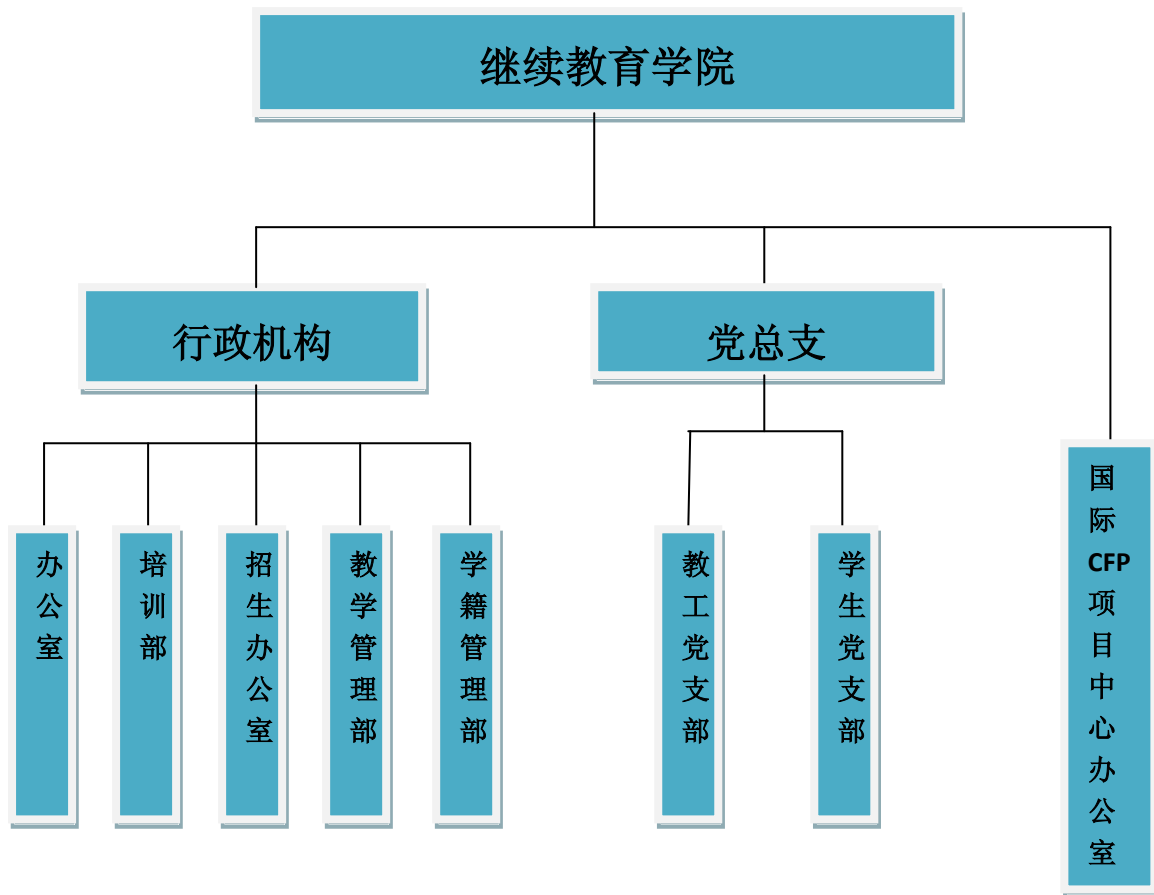 继续教育学院
行政机构
党总支
办公室
培训部
招生办公室
教学管理部
学籍管理部
教工党支部
学生党支部
国际CFP项目中心办公室